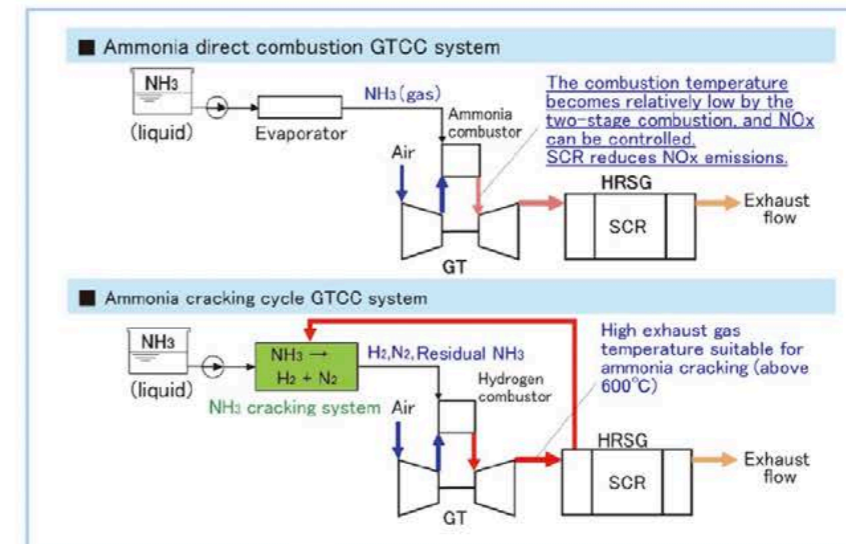 ■ Ammonia direct combustion GTCC system
NH3
(liquid)
Evaporator
NH3(gas)
Ammonia
combustor
The combustion temperature
becomes relatively low by the
two-stage combustion, and NOx
can be controlled.
SCR reduces NOx emissions.
Air
GT
HRSG
SCR
Exhaust
flow
■ Ammonia cracking cycle GTCC system
NH3
(liquid)
NH3 →
H2 + N2
NH3 cracking system
H2,N2,Residual NH3
Hydrogen
combustor
High exhaust gas
temperature suitable for
ammonia cracking (above
600°C)
Air
GT
HRSG
SCR
Exhaust
flow